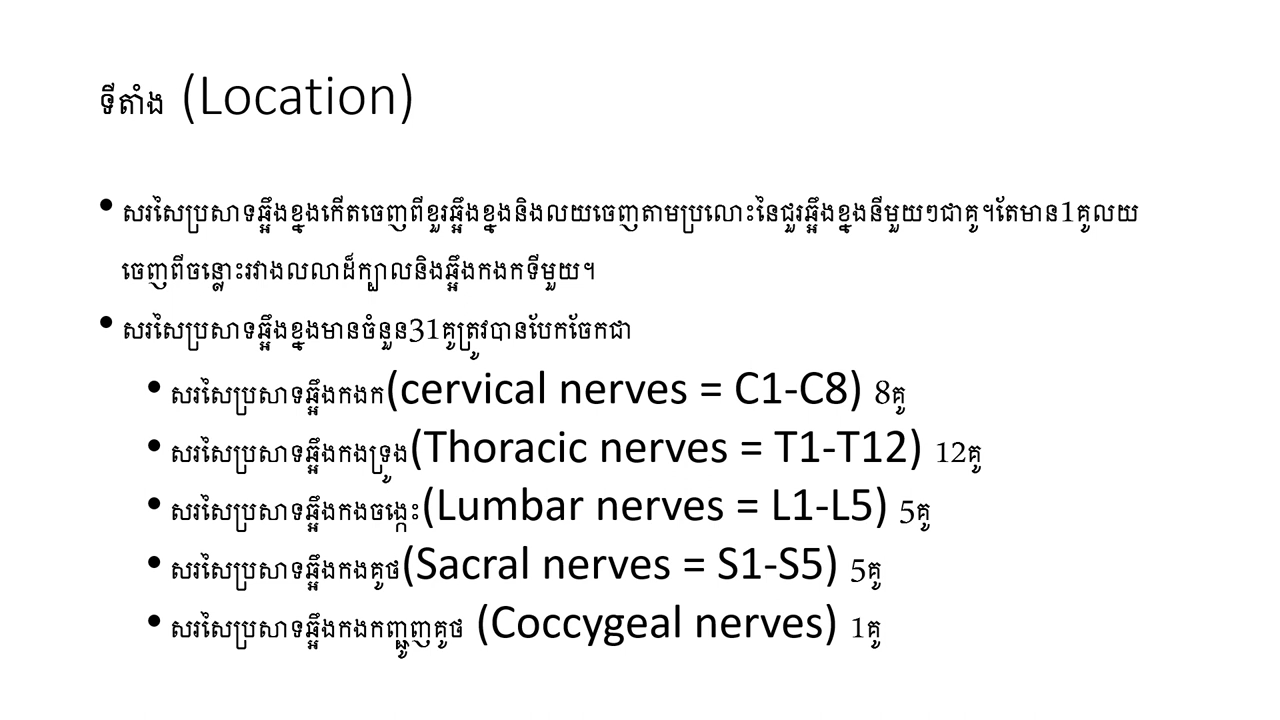 ទីតាំង (Location)
• សរសៃប្រសាទឆ្អឹងខ្នងកើតចេញពីខួរឆ្អឹងខ្នងនិងលយចេញតាមប្រលោះនៃជួរឆ្អឹងខ្នងនីមួយៗជាគូ។តែមាន1គូលយ
ចេញពីចន្លោះរវាងលលាដ៏ក្បាលនិងឆ្អឹងកងកទីមួយ។
• សរសៃប្រសាទឆ្អឹងខ្នងមានចំនួន31គូត្រូវបានបែកចែកជា
• សរសៃប្រសាទឆ្អឹងកងក(cervical nerves = C1-C8) 8គូ
• សរសៃប្រសាទឆ្អឹងកងទ្រូង(Thoracic nerves = T1-T12) 12គូ
• សរសៃប្រសាទឆ្អឹងកងចង្កេះ(Lumbar nerves = L1-L5) 5គូ
• សរសៃប្រសាទឆ្អឹងកងគូថ(Sacral nerves = S1-S5) 5គូ
• សរសៃប្រសាទឆ្អឹងកងកញ្ចូញគូថ (Coccygeal nerves) 1គូ